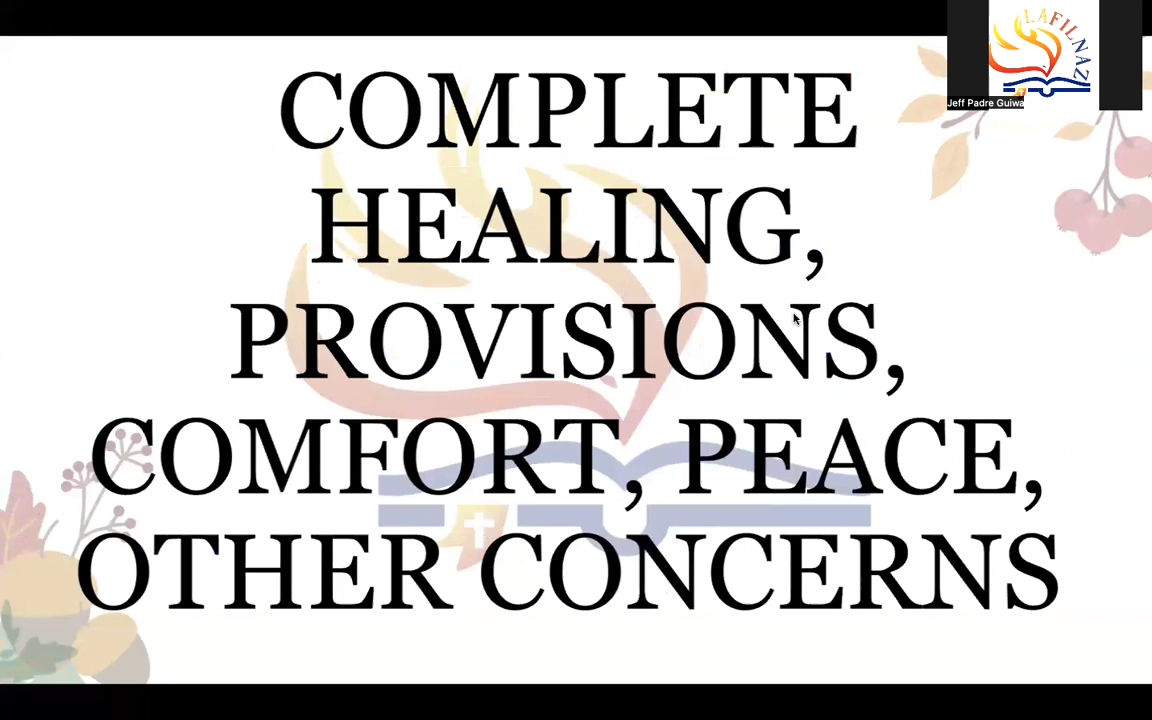 COMPLETE
HEALING,
PROVISIONS,
COMFORT, PEACE,
OTHER CONCERNS
LAFILNAZ
Jeff Padre Guiwa